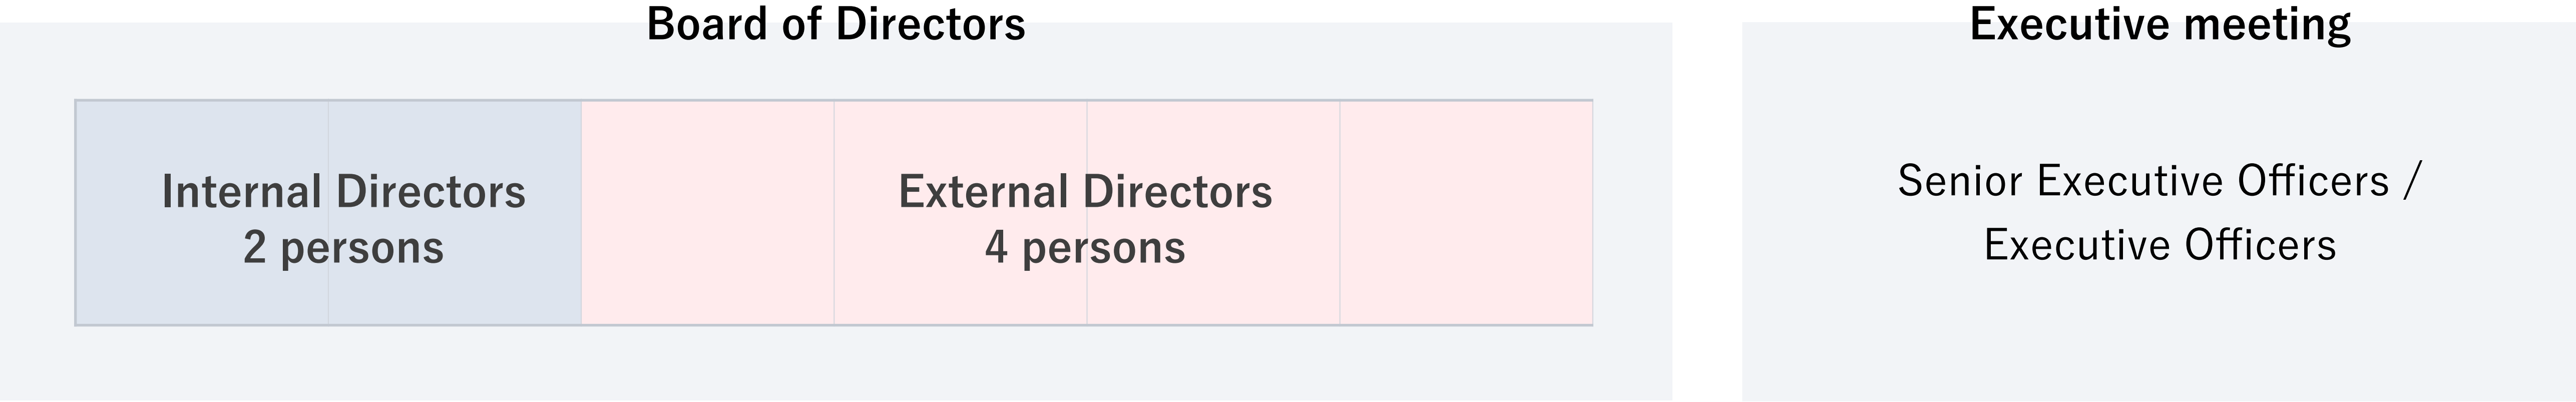 Board of Directors
Internal Directors
2 persons
External Directors
4 persons
Executive meeting
Senior Executive Officers /
Executive Officers